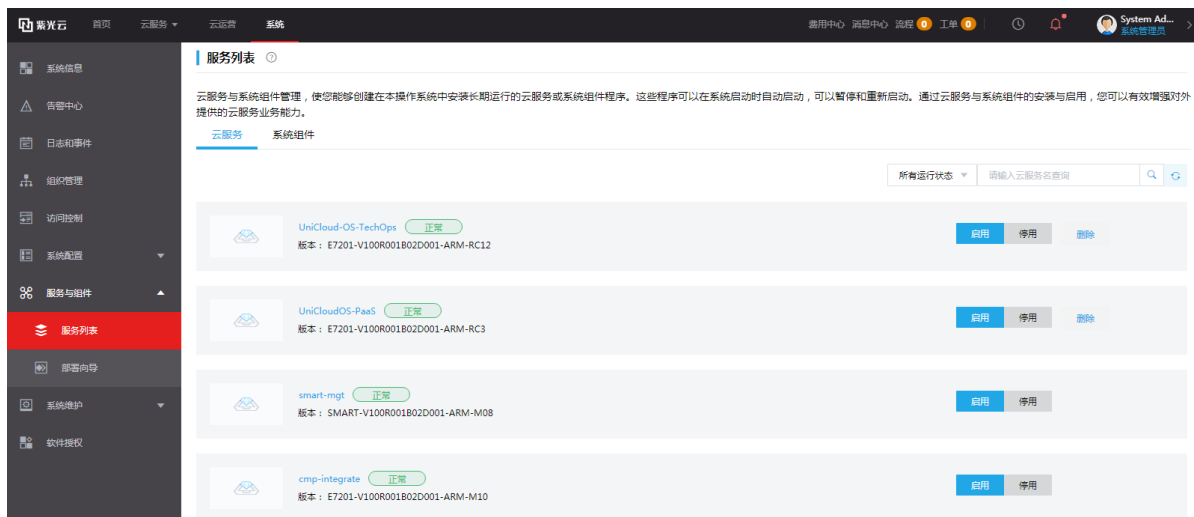 紫光云 首页 云服务 云运营 系统 费用中心 消息中心 流程 0 工单 0 System Ad...
系统管理员
系统信息
告警中心
日志和事件
组织管理
访问控制
系统配置
服务与组件
服务列表
部署向导
系统维护
软件授权
服务列表
云服务与系统组件管理，使您能够创建在本操作系统中安装长期运行的云服务或系统组件程序。这些程序可以在系统启动时自动启动，可以暂停和重新启动。通过云服务与系统组件的安装与启用，您可以有效增强对外
提供的云服务业务能力。
云服务 系统组件
所有运行状态 请输入云服务名查询
UniCloud-OS-TechOps 正常
版本： E7201-V100R001B02D001-ARM-RC12
启用 停用 删除
UniCloudOS-PaaS 正常
版本： E7201-V100R001B02D001-ARM-RC3
启用 停用 删除
smart-mgt 正常
版本： SMART-V100R001B02D001-ARM-M08
启用 停用
cmp-integrate 正常
版本： E7201-V100R001B02D001-ARM-M10
启用 停用